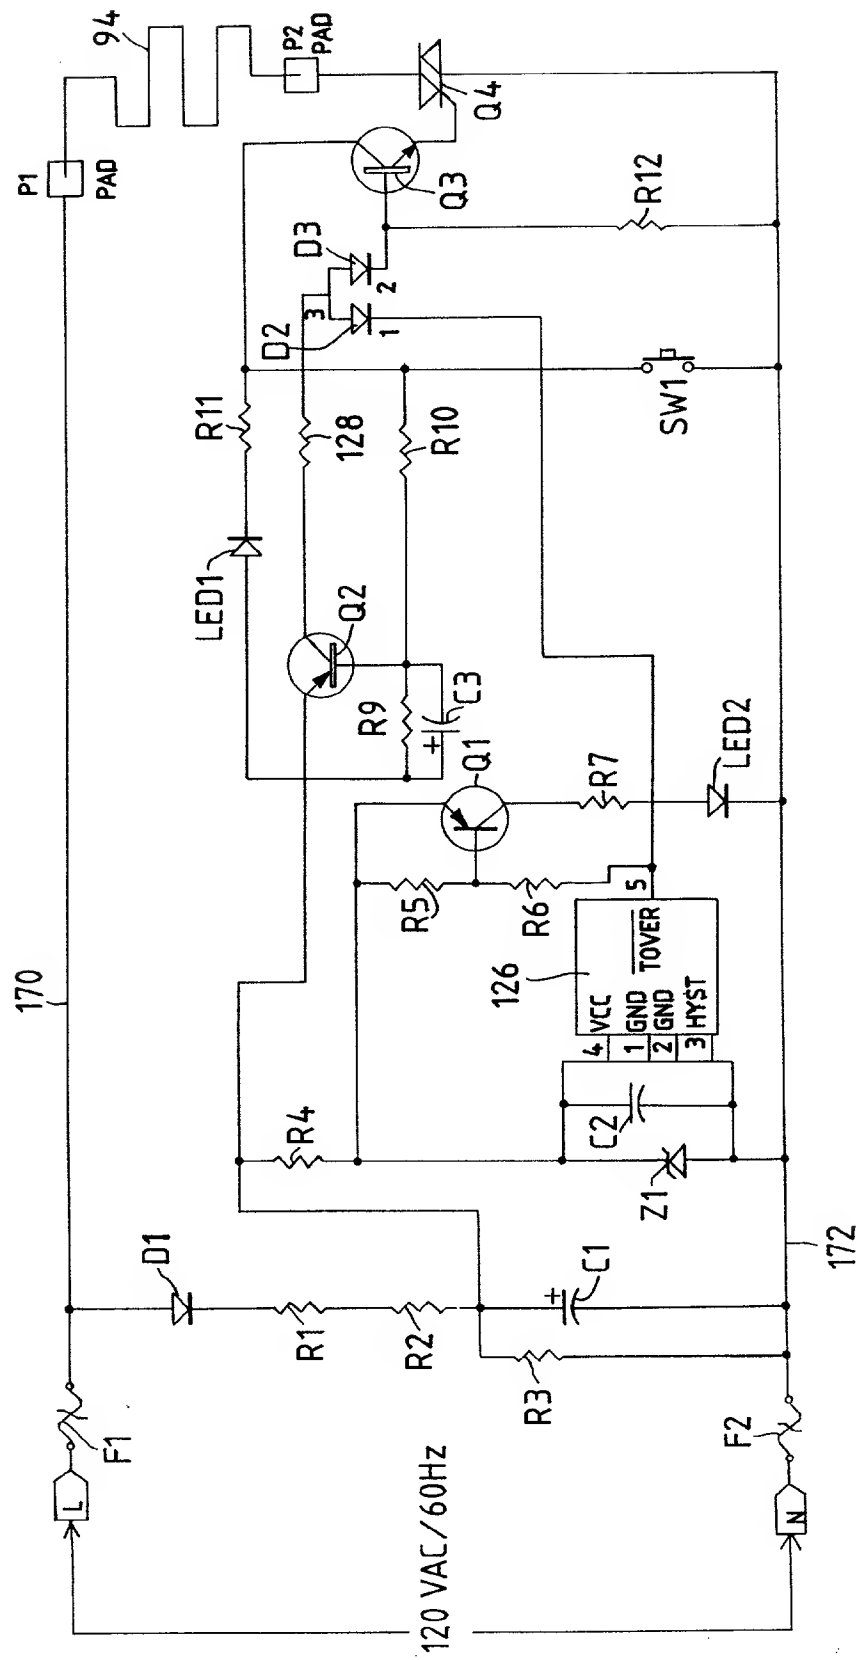 94
P1
PAD
P2
PAD
Q4
Q3
R12
D3
2
3
D2
1
R11
128
R10
SW1
LED1
Q2
R9
+
C3
Q1
R7
LED2
R5
R6
5
170
126
VCC
TOVER
GND
GND
HYST
4
1
2
3
R4
C2
Z1
D1
R1
R2
+
C1
R3
172
F1
F2
L
N
120 VAC/60Hz